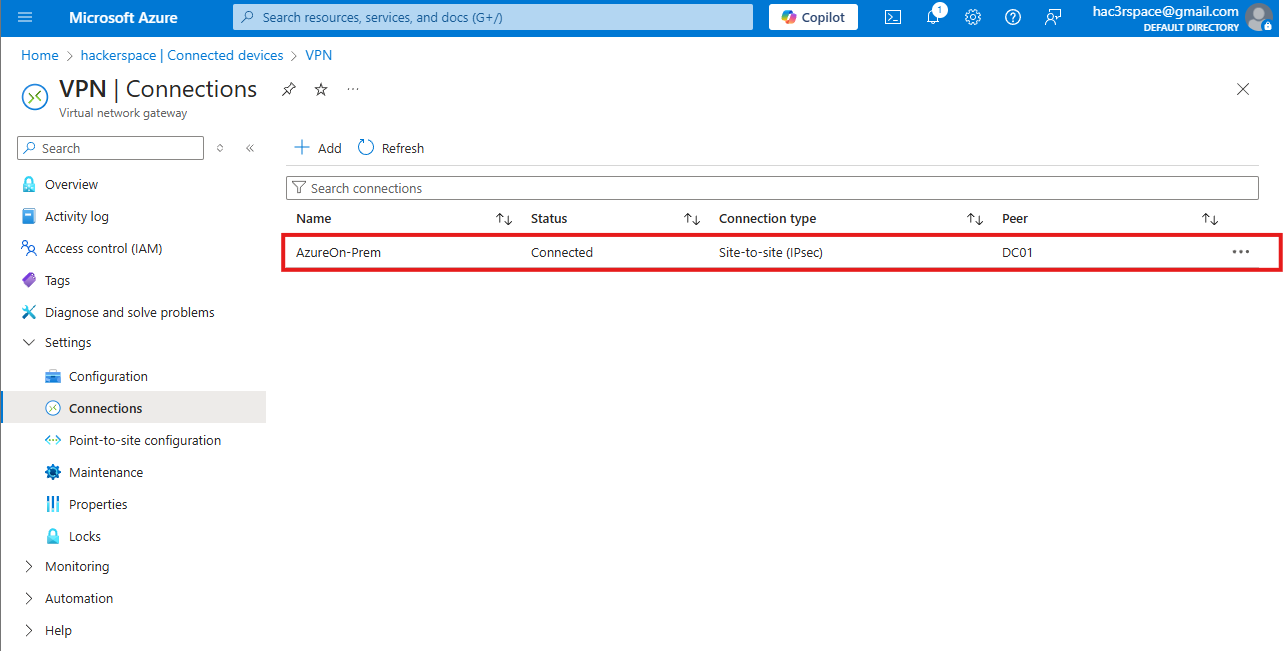 Microsoft Azure
Search resources, services, and docs (G+/)
Copilot
1
hac3rspace@gmail.com
DEFAULT DIRECTORY
Home > hackerspace | Connected devices > VPN
VPN | Connections
Virtual network gateway
Search
Add
Refresh
Search connections
Name Status Connection type Peer
AzureOn-Prem Connected Site-to-site (IPsec) DC01
Overview
Activity log
Access control (IAM)
Tags
Diagnose and solve problems
Settings
Configuration
Connections
Point-to-site configuration
Maintenance
Properties
Locks
Monitoring
Automation
Help